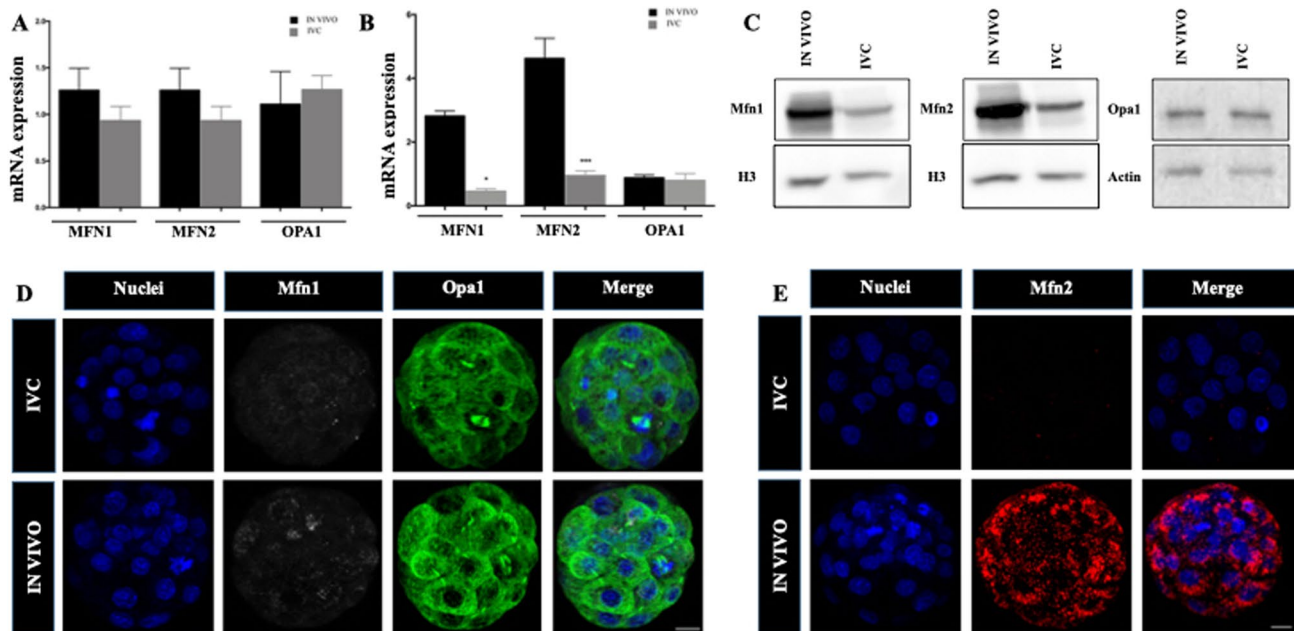 A
IN VIVO
IVC
mRNA expression
2.0
1.5
1.0
0.5
0.0
MFN1 MFN2 OPA1
B
IN VIVO
IVC
mRNA expression
6
4
2
0
*
***
MFN1 MFN2 OPA1
C
IN VIVO IVC IN VIVO IVC IN VIVO IVC
Mfn1 Mfn2 Opa1
H3 H3 Actin
D
Nuclei Mfn1 Opa1 Merge
IVC
IN VIVO
E
Nuclei Mfn2 Merge
IVC
IN VIVO